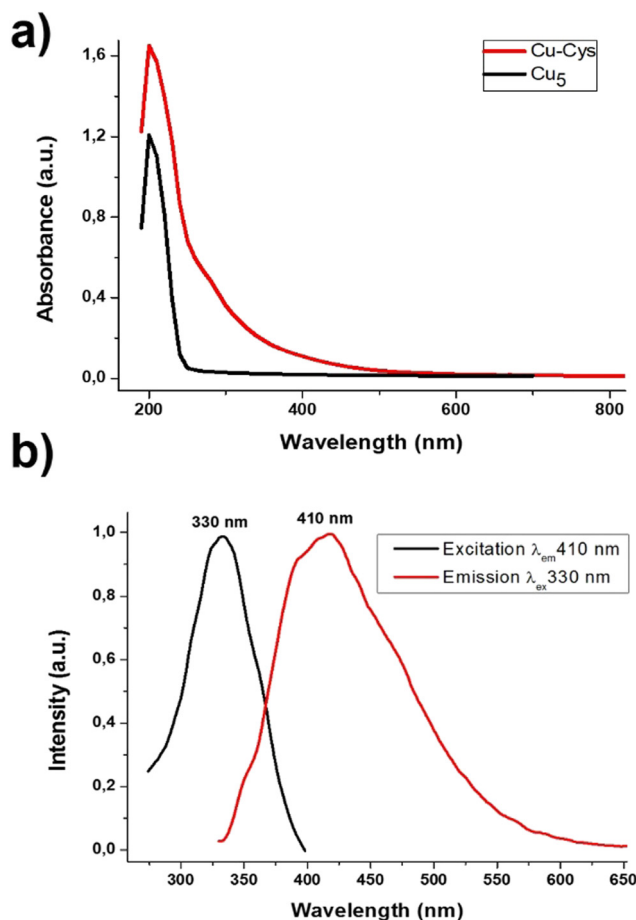 a)
Cu-Cys
Cu₅
1,6
1,2
0,8
0,4
0,0
Absorbance (a.u.)
200 400 600 800
Wavelength (nm)
b)
330 nm 410 nm
Excitation λem410 nm
Emission λex330 nm
1,0
0,8
0,6
0,4
0,2
0,0
Intensity (a.u.)
300 350 400 450 500 550 600 650
Wavelength (nm)